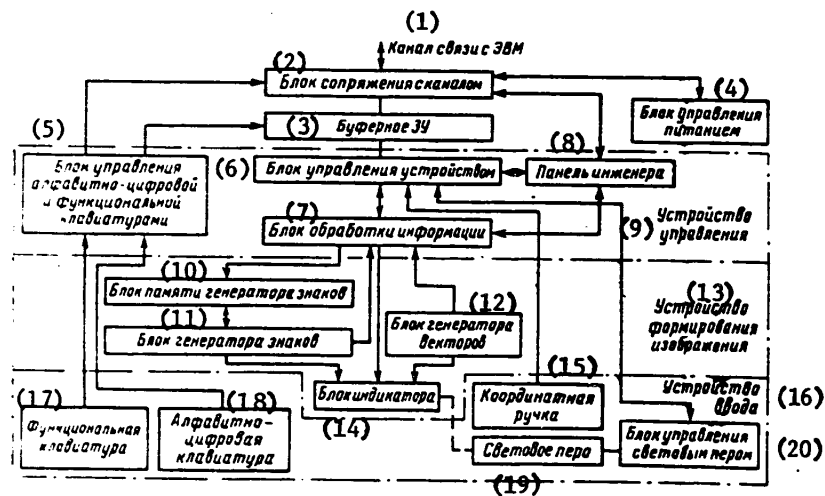 (1)
Канал связи с ЭВМ
(2)
Блок сопряжения с каналом
(4)
Блок управления
питанием
(3)
Буферное ЗУ
(5)
Блок управления
алфавитно-цифровой
и функциональной
клавиатурами
(6)
Блок управления устройством
(8)
Панель инженера
(7)
Блок обработки информации
(9)
Устройство
управления
(10)
Блок памяти генератора знаков
(11)
Блок генератора знаков
(12)
Блок генератора
векторов
(13)
Устройство
формирования
изображения
(14)
Блок индикатора
(15)
Координатная
ручка
Устройство
ввода
(16)
(17)
Функциональная
клавиатура
(18)
Алфавитно-
цифровая
клавиатура
Световое перо
(19)
Блок управления
световым пером
(20)